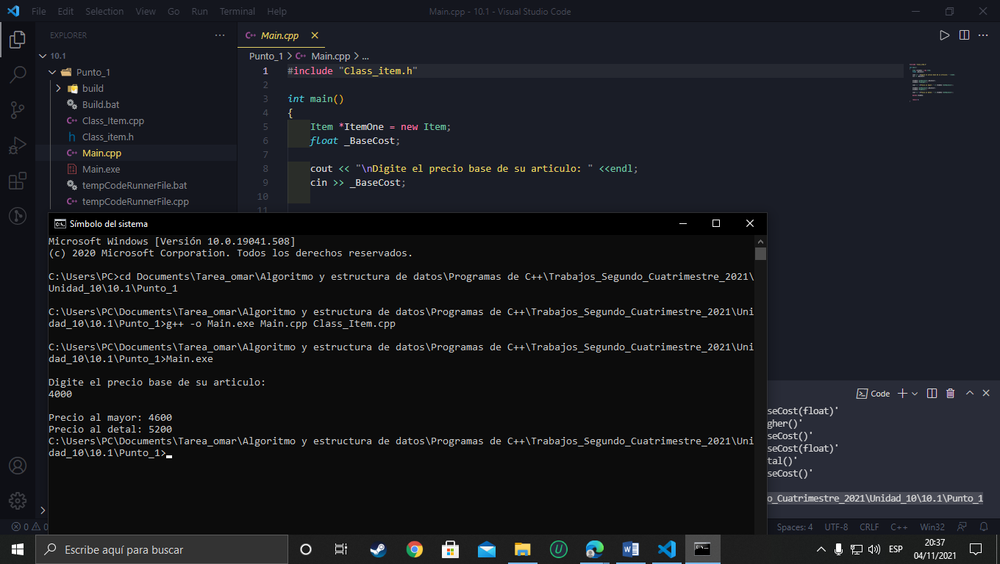 File Edit Selection View Go Run Terminal Help
Main.cpp - 10.1 - Visual Studio Code
EXPLORER
10.1
Punto_1
build
Build.bat
Class_Item.cpp
Class_item.h
Main.cpp
Main.exe
tempCodeRunnerFile.bat
tempCodeRunnerFile.cpp
Main.cpp
Punto_1 > Main.cpp > ...
1 #include "Class_item.h"
2
3 int main()
4 {
5 Item *ItemOne = new Item;
6 float _BaseCost;
7
8 cout << "\nDigite el precio base de su articulo: " <<endl;
9 cin >> _BaseCost;
10
11
Símbolo del sistema
Microsoft Windows [Versión 10.0.19041.508]
(c) 2020 Microsoft Corporation. Todos los derechos reservados.
C:\Users\PC>cd Documents\Tarea_omar\Algoritmo y estructura de datos\Programas de C++\Trabajos_Segundo_Cuatrimestre_2021\
Unidad_10\10.1\Punto_1
C:\Users\PC\Documents\Tarea_omar\Algoritmo y estructura de datos\Programas de C++\Trabajos_Segundo_Cuatrimestre_2021\Uni
dad_10\10.1\Punto_1>g++ -o Main.exe Main.cpp Class_Item.cpp
C:\Users\PC\Documents\Tarea_omar\Algoritmo y estructura de datos\Programas de C++\Trabajos_Segundo_Cuatrimestre_2021\Uni
dad_10\10.1\Punto_1>Main.exe
Digite el precio base de su articulo:
4000
Precio al mayor: 4600
Precio al detal: 5200
C:\Users\PC\Documents\Tarea_omar\Algoritmo y estructura de datos\Programas de C++\Trabajos_Segundo_Cuatrimestre_2021\Uni
dad_10\10.1\Punto_1>
Code
seCost(float)'
gher()'
seCost()'
seCost(float)'
tal()'
seCost()'
o_Cuatrimestre_2021\Unidad_10\10.1\Punto_1
0 0
Spaces: 4 UTF-8 CRLF C++ Win32
Escribe aquí para buscar
ESP
20:37
04/11/2021